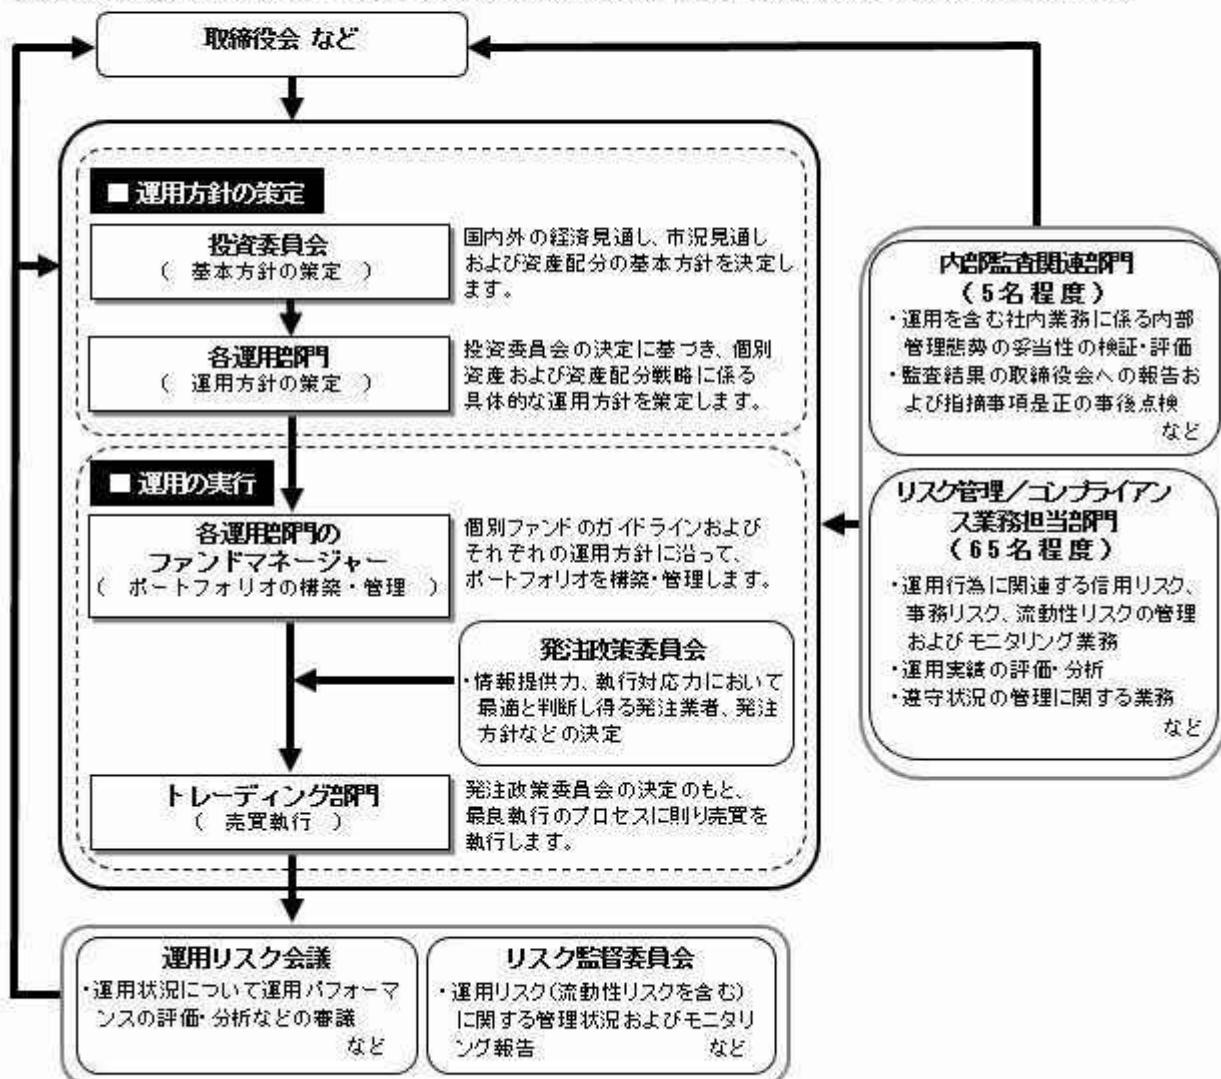 取締役会 など
■ 運用方針の策定
投資委員会
( 基本方針の策定 )
国内外の経済見通し、市況見通し
および資産配分の基本方針を決定し
ます。
各運用部門
( 運用方針の策定 )
投資委員会の決定に基づき、個別
資産および資産配分戦略に係る
具体的な運用方針を策定します。
■ 運用の実行
各運用部門の
ファンドマネージャー
( ポートフォリオの構築・管理 )
個別ファンドのガイドラインおよび
それぞれの運用方針に沿って、
ポートフォリオを構築・管理します。
発注政策委員会
・情報提供力、執行対応力において
最適と判断し得る発注業者、発注
方針などの決定
トレーディング部門
( 売買執行 )
発注政策委員会の決定のもと、
最良執行のプロセスに則り売買を
執行します。
内部監査関連部門
(5名程度)
・運用を含む社内業務に係る内部
管理態勢の妥当性の検証・評価
・監査結果の取締役会への報告お
よび指摘事項是正の事後点検
など
リスク管理/コンプライアン
ス業務担当部門
(65名程度)
・運用行為に関連する信用リスク、
事務リスク、流動性リスクの管理
およびモニタリング業務
・運用実績の評価・分析
・遵守状況の管理に関する業務
など
運用リスク会議
・運用状況について運用パフォーマ
ンスの評価・分析などの審議
など
リスク監督委員会
・運用リスク(流動性リスクを含む)
に関する管理状況およびモニタリ
ング報告 など